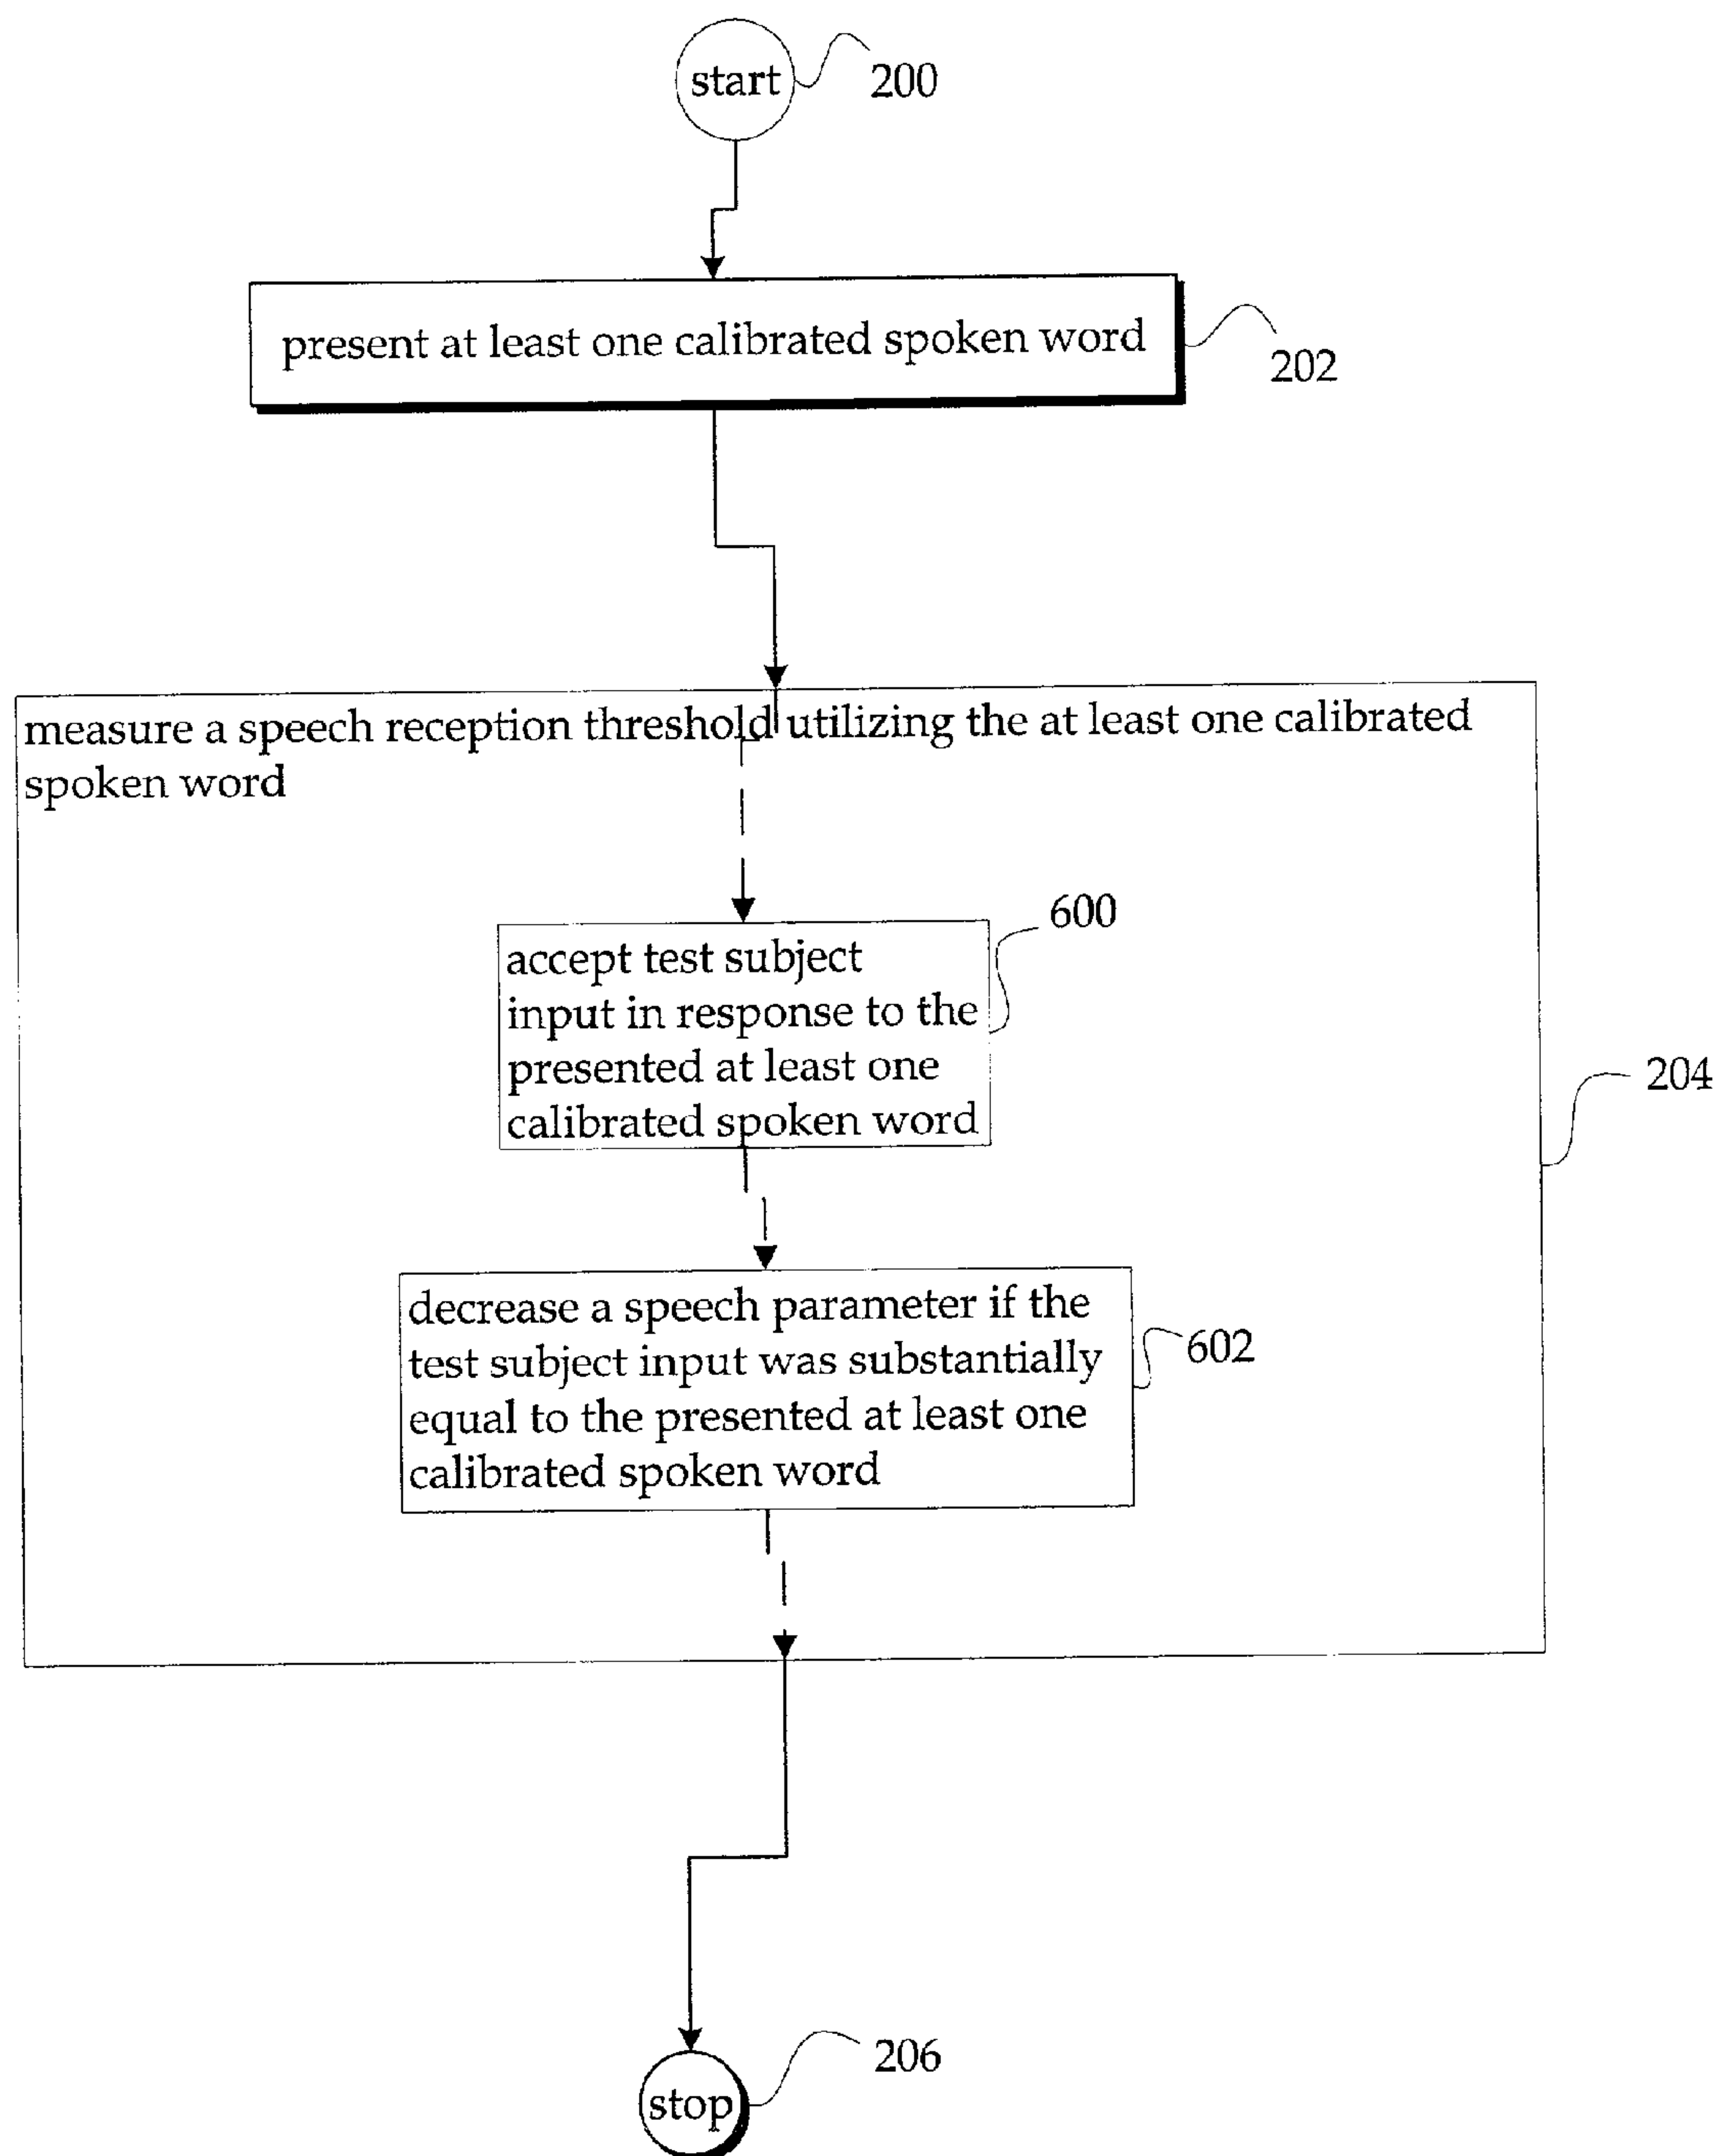 start
200
present at least one calibrated spoken word
202
measure a speech reception threshold utilizing the at least one calibrated
spoken word
600
accept test subject
input in response to the
presented at least one
calibrated spoken word
204
decrease a speech parameter if the
test subject input was substantially
equal to the presented at least one
calibrated spoken word
602
206
stop